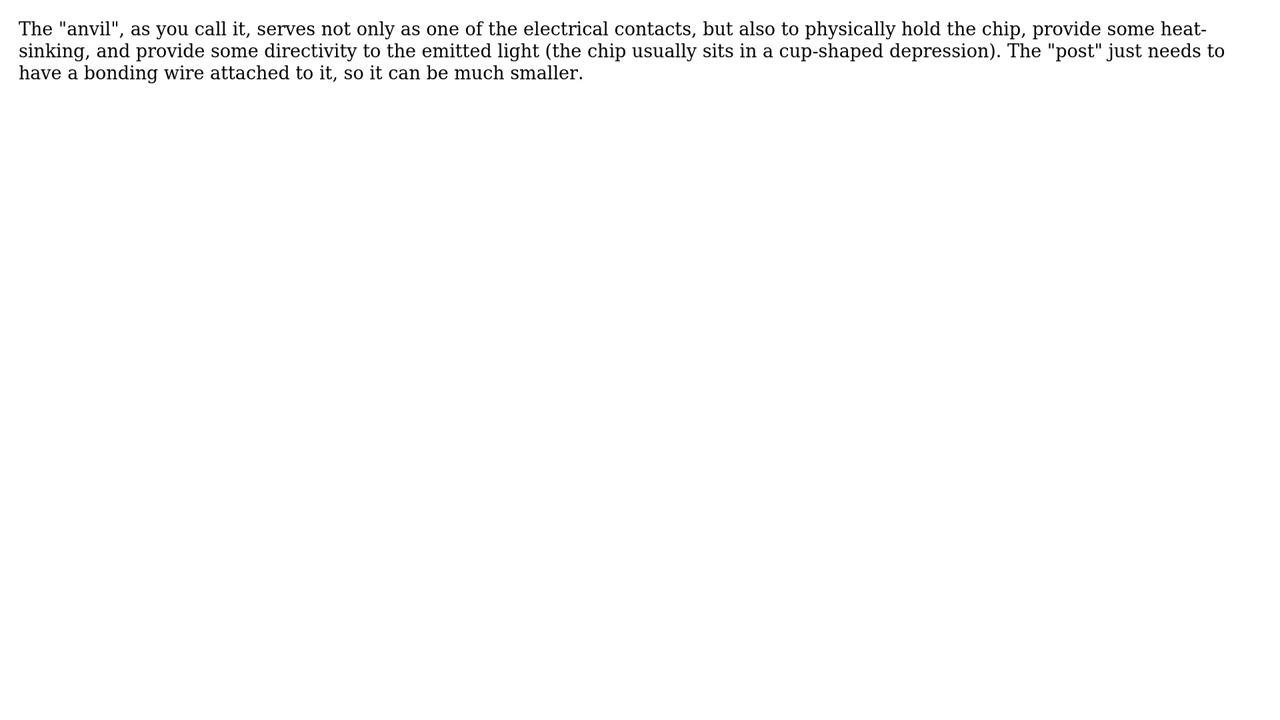 The "anvil", as you call it, serves not only as one of the electrical contacts, but also to physically hold the chip, provide some heat-
sinking, and provide some directivity to the emitted light (the chip usually sits in a cup-shaped depression). The "post" just needs to
have a bonding wire attached to it, so it can be much smaller.